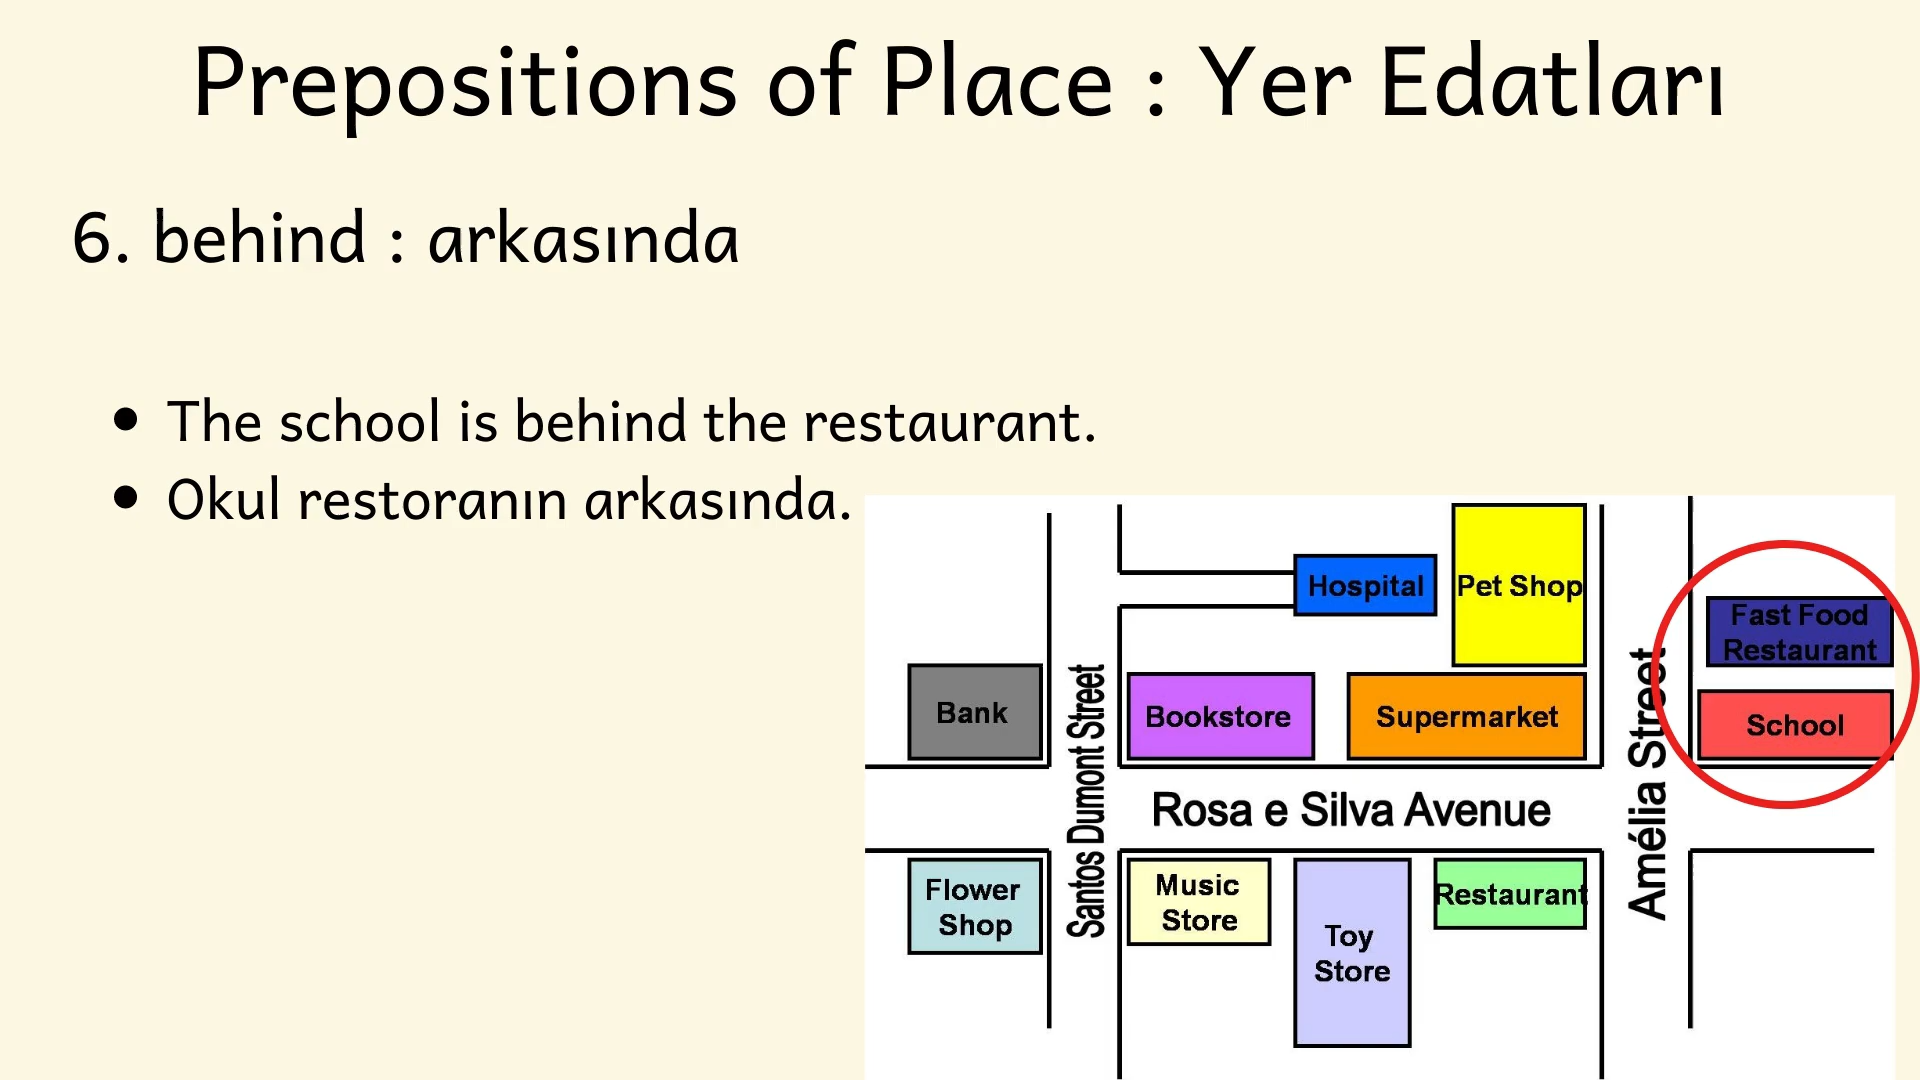 Prepositions of Place : Yer Edatları
6. behind : arkasında
• The school is behind the restaurant.
• Okul restoranın arkasında.
Hospital
Pet Shop
Fast Food
Restaurant
Bank
Bookstore
Supermarket
School
Santos Dumont Street
Amélia Street
Rosa e Silva Avenue
Flower
Shop
Music
Store
Toy
Store
Restaurant